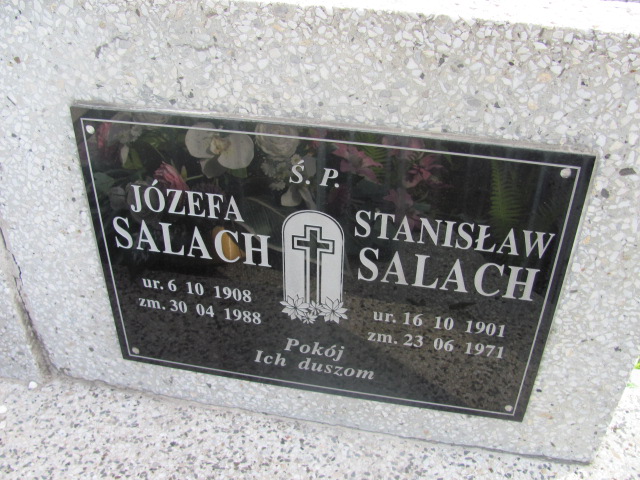 Ś. P.
JÓZEFA
SALACH
ur. 6 10 1908
zm. 30 04 1988
STANISŁAW
SALACH
ur. 16 10 1901
zm. 23 06 1971
Pokój
Ich duszom